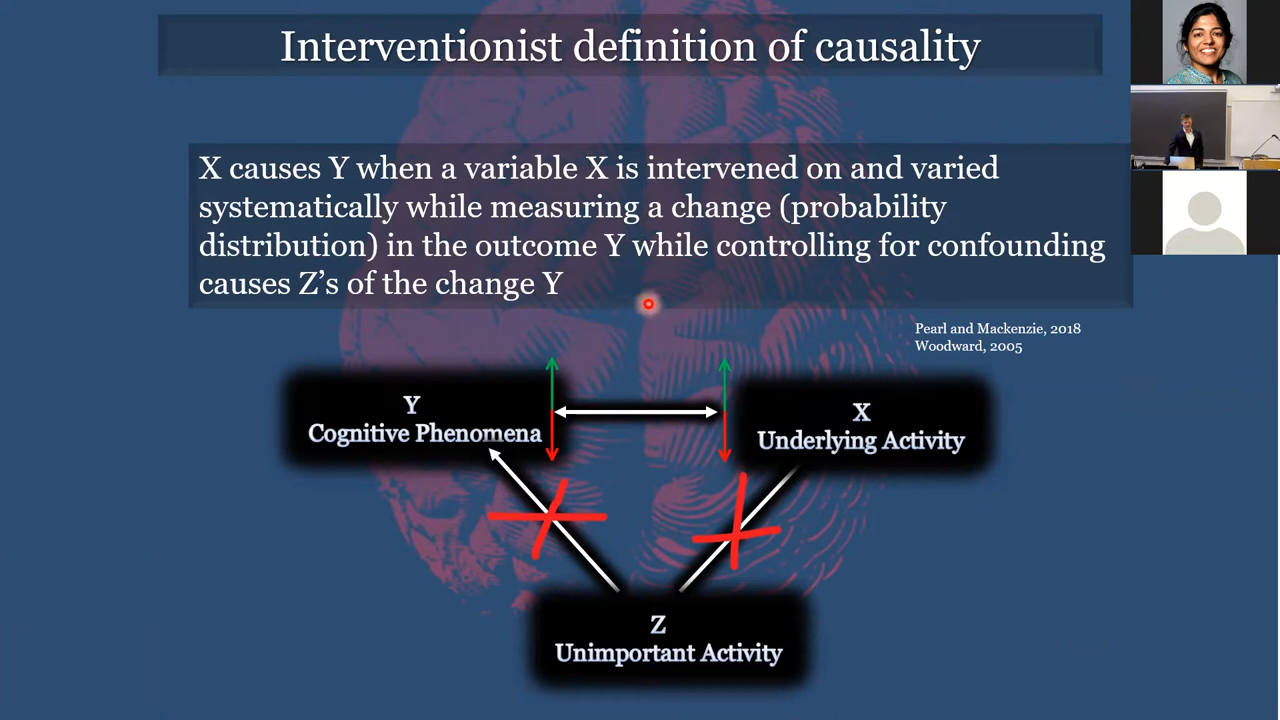 Interventionist definition of causality
X causes Y when a variable X is intervened on and varied
systematically while measuring a change (probability
distribution) in the outcome Y while controlling for confounding
causes Z’s of the change Y
Pearl and Mackenzie, 2018
Woodward, 2005
Y
Cognitive Phenomena
X
Underlying Activity
Z
Unimportant Activity